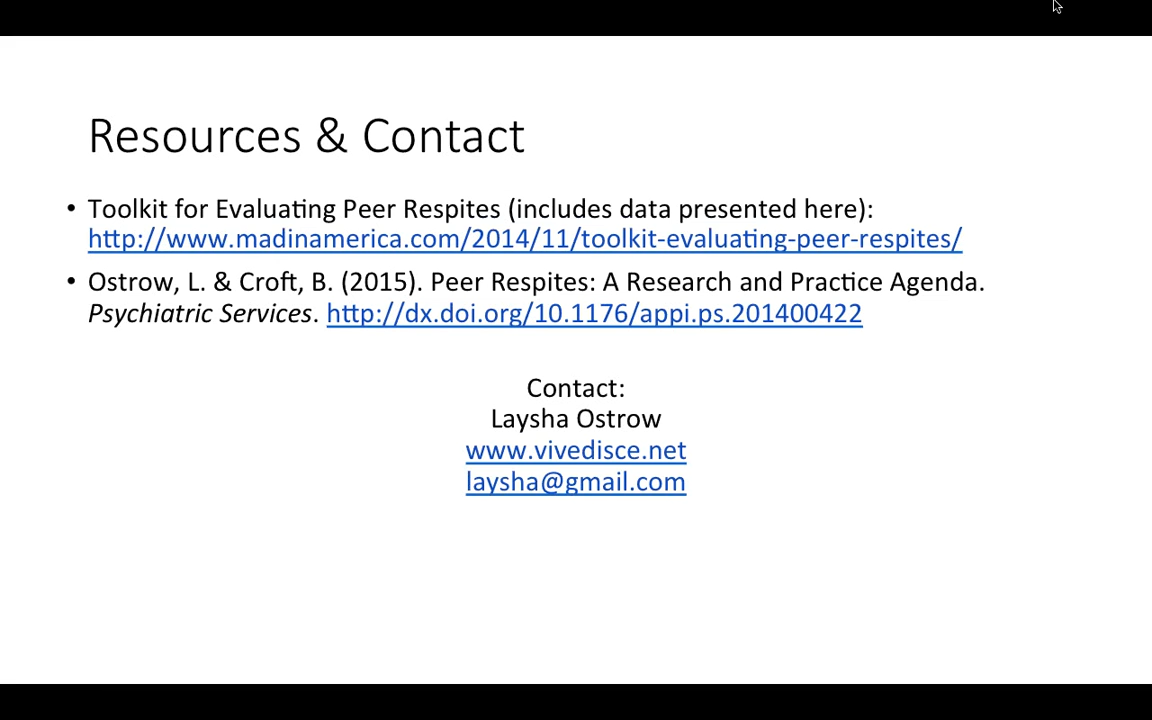 Resources & Contact
• Toolkit for Evaluating Peer Respites (includes data presented here):
http://www.madinamerica.com/2014/11/toolkit-evaluating-peer-respites/
• Ostrow, L. & Croft, B. (2015). Peer Respites: A Research and Practice Agenda.
Psychiatric Services. http://dx.doi.org/10.1176/appi.ps.201400422
Contact:
Laysha Ostrow
www.vivedisce.net
laysha@gmail.com